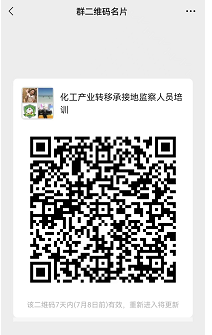 群二维码名片
化工产业转移承接地监察人员培
训
该二维码7天内(7月8日前)有效，重新进入将更新